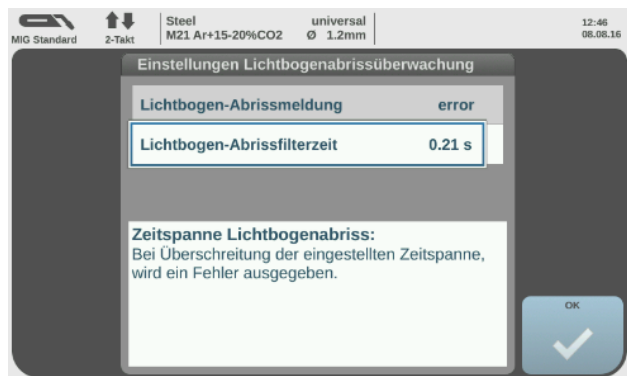 MIG Standard
2-Takt
Steel universal
M21 Ar+15-20%CO2 Ø 1.2mm
12:46
08.08.16
Einstellungen Lichtbogenabrissüberwachung
Lichtbogen-Abrissmeldung error
Lichtbogen-Abrissfilterzeit 0.21 s
Zeitspanne Lichtbogenabriss:
Bei Überschreitung der eingestellten Zeitspanne,
wird ein Fehler ausgegeben.
OK